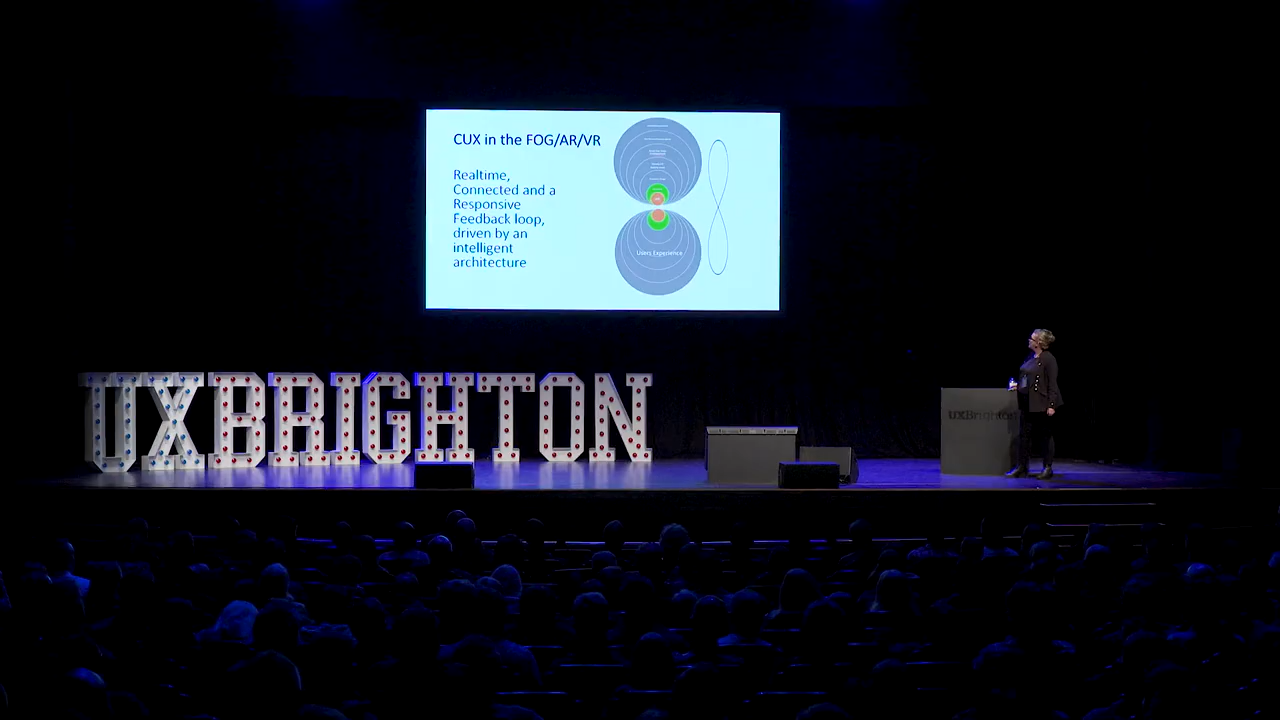 CUX in the FOG/AR/VR
Realtime,
Connected and a
Responsive
Feedback loop,
driven by an
intelligent
architecture
Users Experience
UXBRIGHTON
UXBrighton